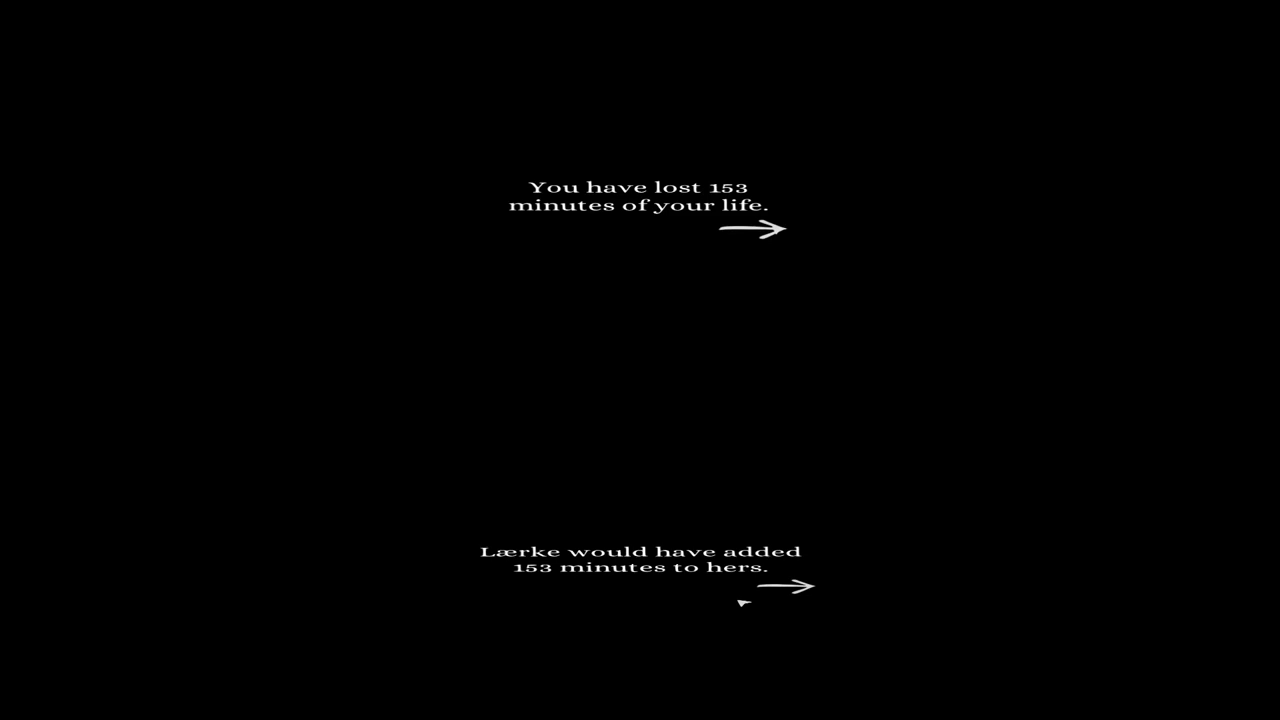 You have lost 153
minutes of your life.
Lærke would have added
153 minutes to hers.